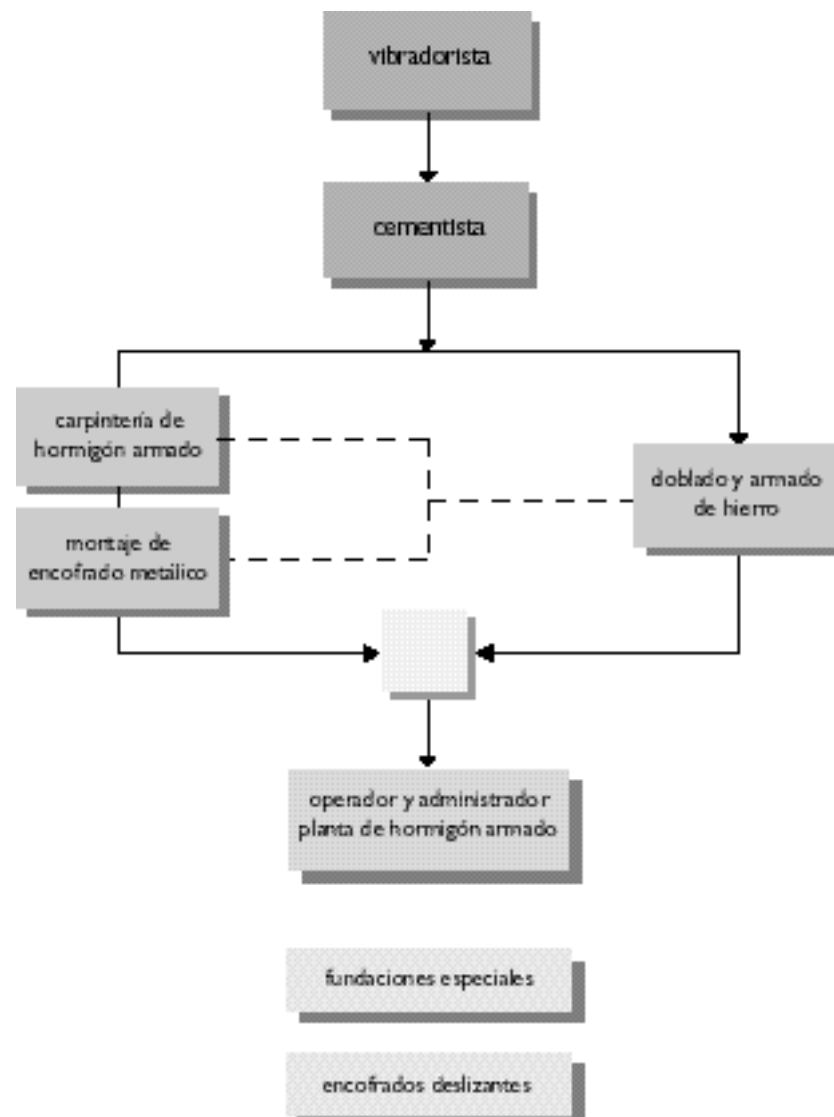 vibradorista
cementista
carpintería de
hormigón armado
montaje de
encofrado metálico
doblado y armado
de hierro
operador y administrador
planta de hormigón armado
fundaciones especiales
encofrados deslizantes